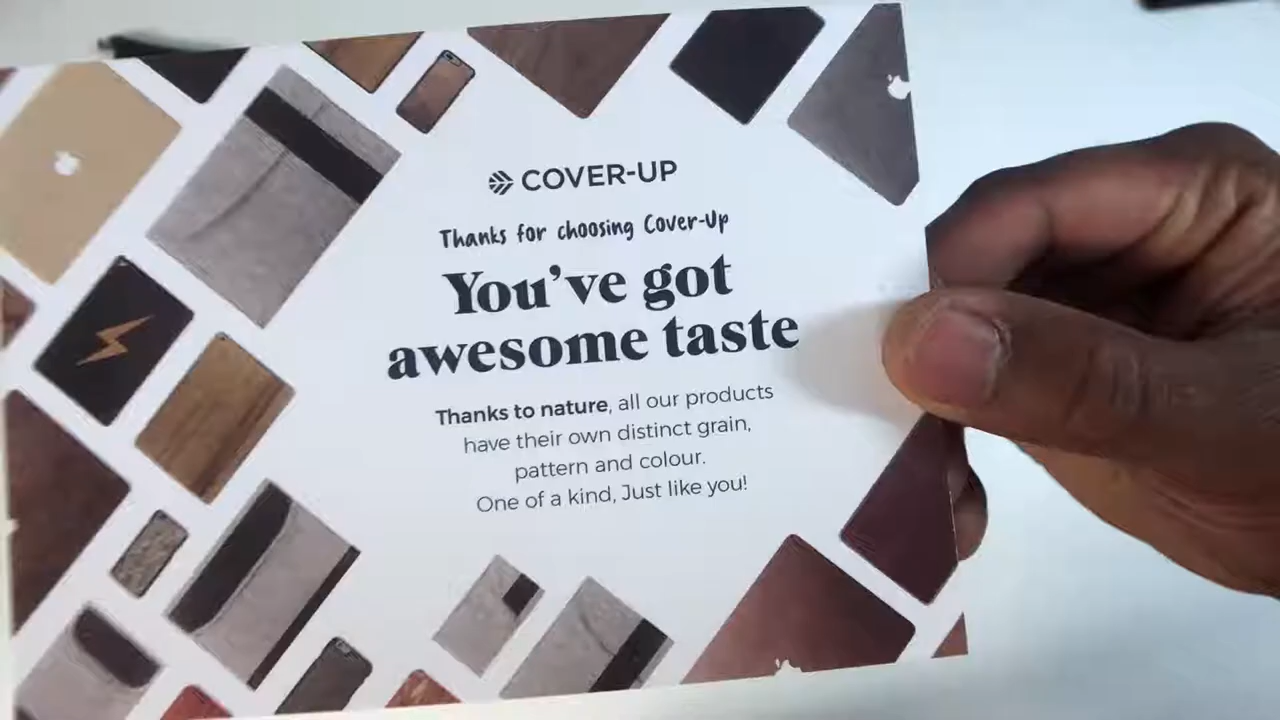 COVER-UP
Thanks for choosing Cover-Up
You've got
awesome taste
Thanks to nature, all our products
have their own distinct grain,
pattern and colour.
One of a kind, Just like you!